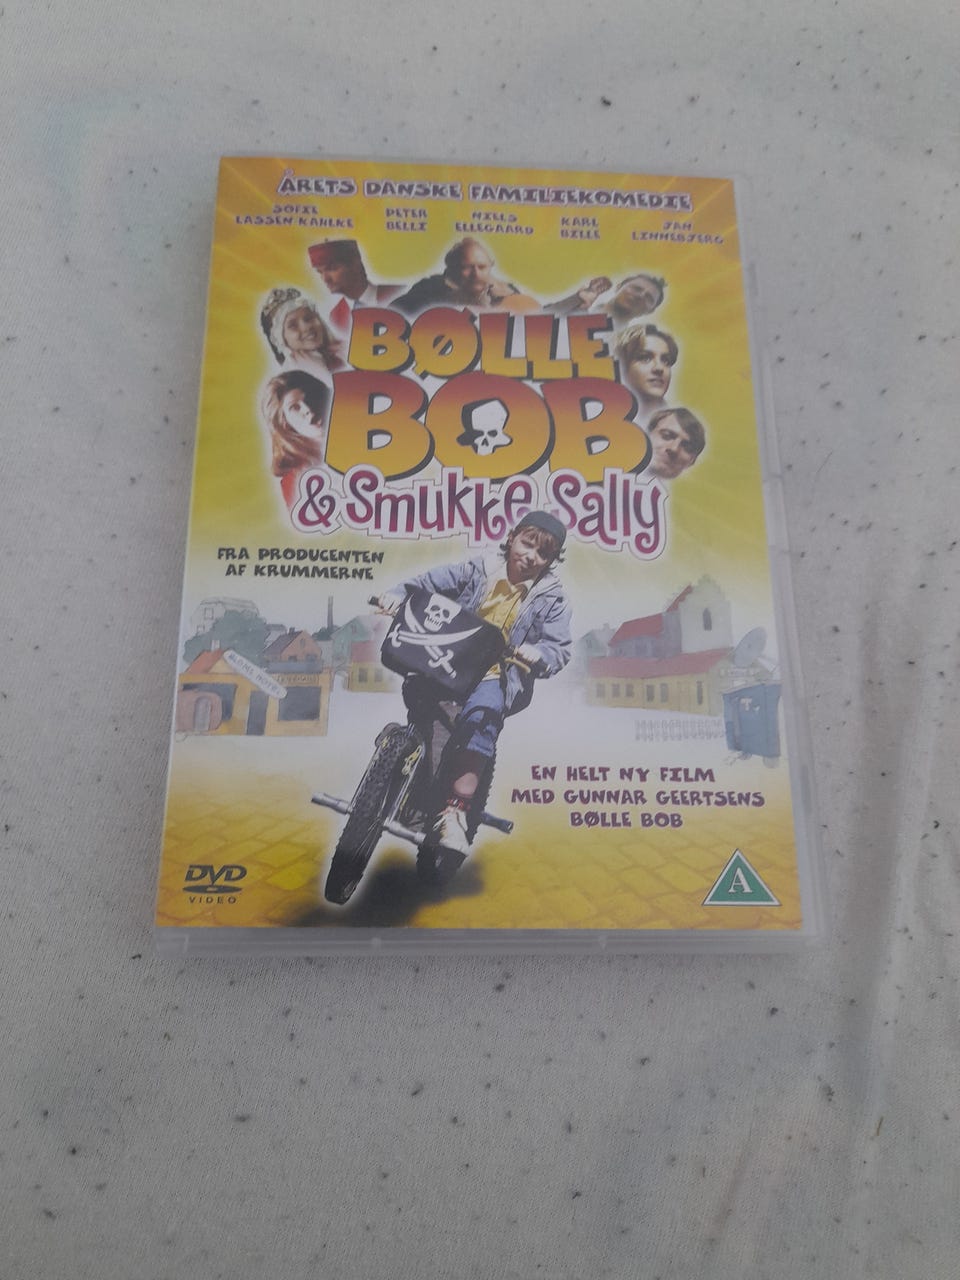 ÅRETS DANSKE FAMILIEKOMEDIE
SOFIE LASSEN-KAHLKE
PETER BELLI
NIELS ELLEGAARD
KARL BILLE
JAN LINNEBJERG
BØLLE
BOB
& Smukke Sally
FRA PRODUCENTEN
AF KRUMMERNE
EN HELT NY FILM
MED GUNNAR GEERTSENS
BØLLE BOB
DVD
VIDEO
A